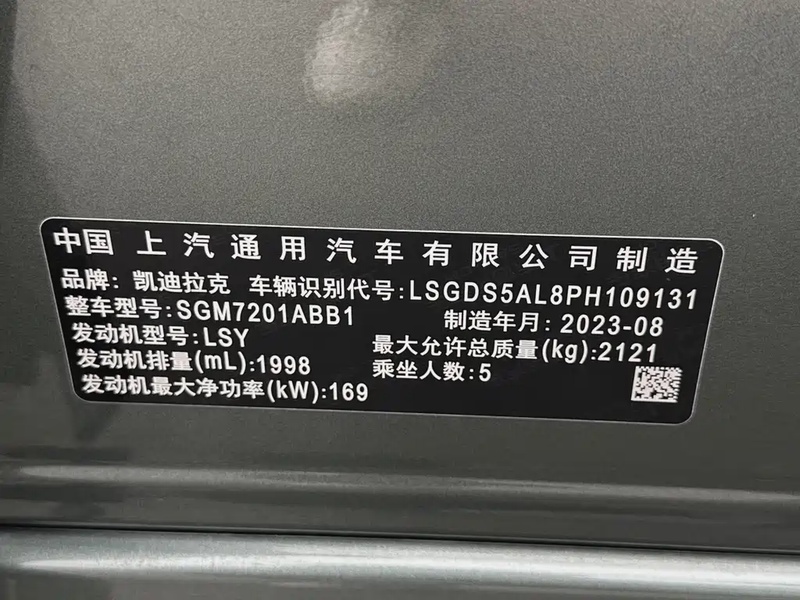 中国 上汽通用汽车有限公司制造
品牌: 凯迪拉克 车辆识别代号:LSGDS5AL8PH109131
整车型号:SGM7201ABB1 制造年月: 2023-08
发动机型号:LSY 最大允许总质量(kg):2121
发动机排量(mL):1998 乘坐人数:5
发动机最大净功率(kW):169